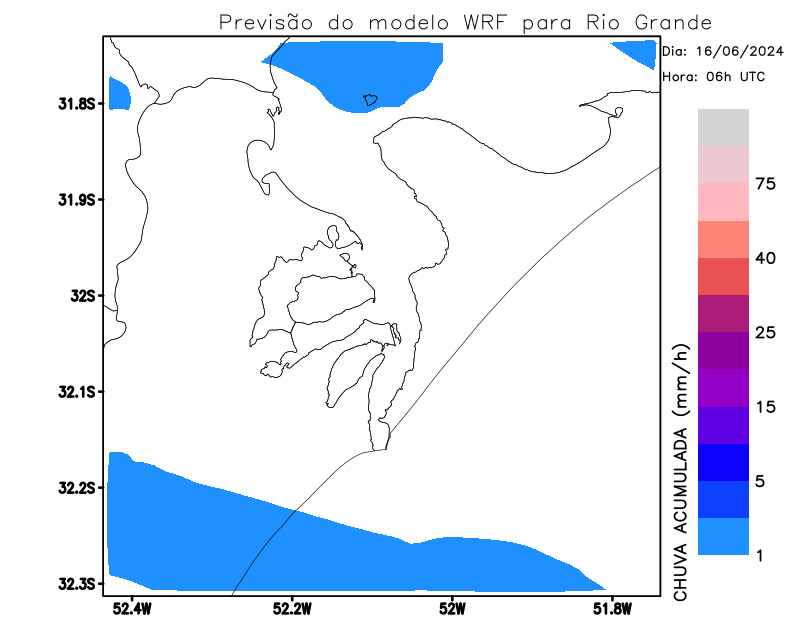 Previsão do modelo WRF para Rio Grande
Dia: 16/06/2024
Hora: 06h UTC
31.8S
31.9S
32S
32.1S
32.2S
32.3S
52.4W
52.2W
52W
51.8W
75
40
25
15
5
1
CHUVA ACUMULADA (mm/h)